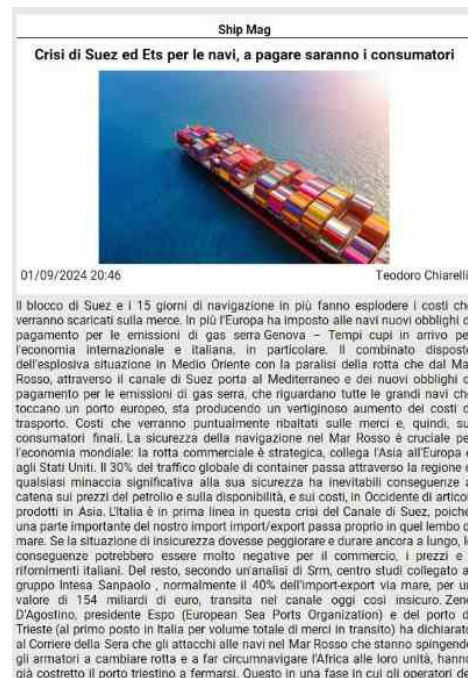 Ship Mag
Crisi di Suez ed Ets per le navi, a pagare saranno i consumatori
01/09/2024 20:46
Teodoro Chiarelli
Il blocco di Suez e i 15 giorni di navigazione in più fanno esplodere i costi che
verranno scaricati sulla merce. In più l'Europa ha imposto alle navi nuovi obblighi di
pagamento per le emissioni di gas serra Genova – Tempi cupi in arrivo per
l'economia internazionale e italiana, in particolare. Il combinato disposto
dell'esplosiva situazione in Medio Oriente con la paralisi della rotta che dal Mar
Rosso, attraverso il canale di Suez porta al Mediterraneo e dei nuovi obblighi di
pagamento per le emissioni di gas serra, che riguardano tutte le grandi navi che
toccano un porto europeo, sta producendo un vertiginoso aumento dei costi di
trasporto. Costi che verranno puntualmente ribaltati sulle merci e, quindi, sui
consumatori finali. La sicurezza della navigazione nel Mar Rosso è cruciale per
l'economia mondiale: la rotta commerciale è strategica, collega l'Asia all'Europa e
agli Stati Uniti. Il 30% del traffico globale di container passa attraverso la regione e
qualsiasi minaccia significativa alla sua sicurezza ha inevitabili conseguenze a
catena sui prezzi del petrolio e sulla disponibilità, e sui costi, in Occidente di articoli
prodotti in Asia. L'Italia è in prima linea in questa crisi del Canale di Suez, poiché
una parte importante del nostro import import/export passa proprio in quel lembo di
mare. Se la situazione di insicurezza dovesse peggiorare e durare ancora a lungo, le
conseguenze potrebbero essere molto negative per il commercio, i prezzi e i
rifornimenti italiani. Del resto, secondo un'analisi di Srm, centro studi collegato al
gruppo Intesa Sanpaolo , normalmente il 40% dell'import-export via mare, per un
valore di 154 miliardi di euro, transita nel canale oggi così insicuro. Zeno
D'Agostino, presidente Espo (European Sea Ports Organization) e del porto di
Trieste (al primo posto in Italia per volume totale di merci in transito) ha dichiarato
al Corriere della Sera che gli attacchi alle navi nel Mar Rosso che stanno spingendo
gli armatori a cambiare rotta e a far circumnavigare l'Africa alle loro unità, hanno
già costretto il porto triestino a fermarsi. Questo in una fase in cui gli operatori del